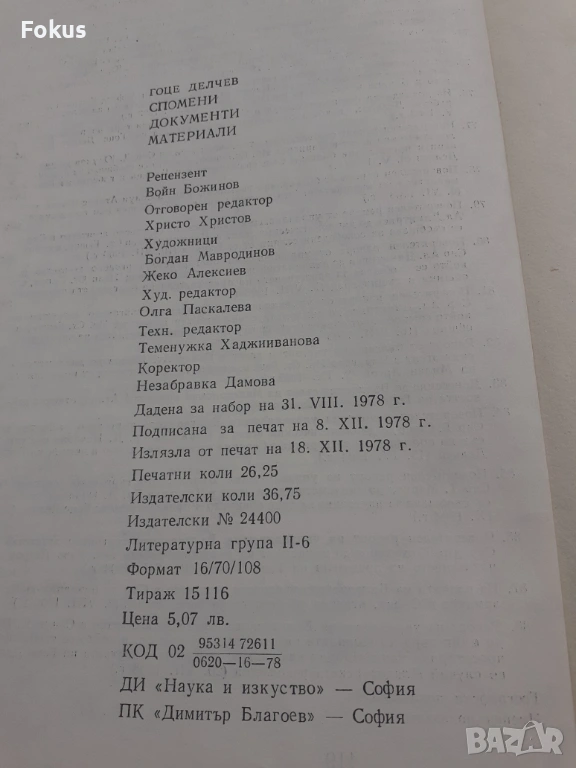 Fokus
ГОЦЕ ДЕЛЧЕВ
СПОМЕНИ
ДОКУМЕНТИ
МАТЕРИАЛИ
Рецензент
Войн Божинов
Отговорен редактор
Христо Христов
Художници
Богдан Мавродинов
Жеко Алексиев
Худ. редактор
Олга Паскалева
Техн. редактор
Теменужка Хаджииванова
Коректор
Незабравка Дамова
Дадена за набор на 31. VIII. 1978 г.
Подписана за печат на 8. XII. 1978 г.
Излязла от печат на 18. XII. 1978 г.
Печатни коли 26,25
Издателски коли 36,75
Издателски № 24400
Литературна група II-6
Формат 16/70/108
Тираж 15 116
Цена 5,07 лв.
КОД 02 95314 72611
0620—16—78
ДИ «Наука и изкуство» — София
ПК «Димитър Благоев» — София
BAZAR